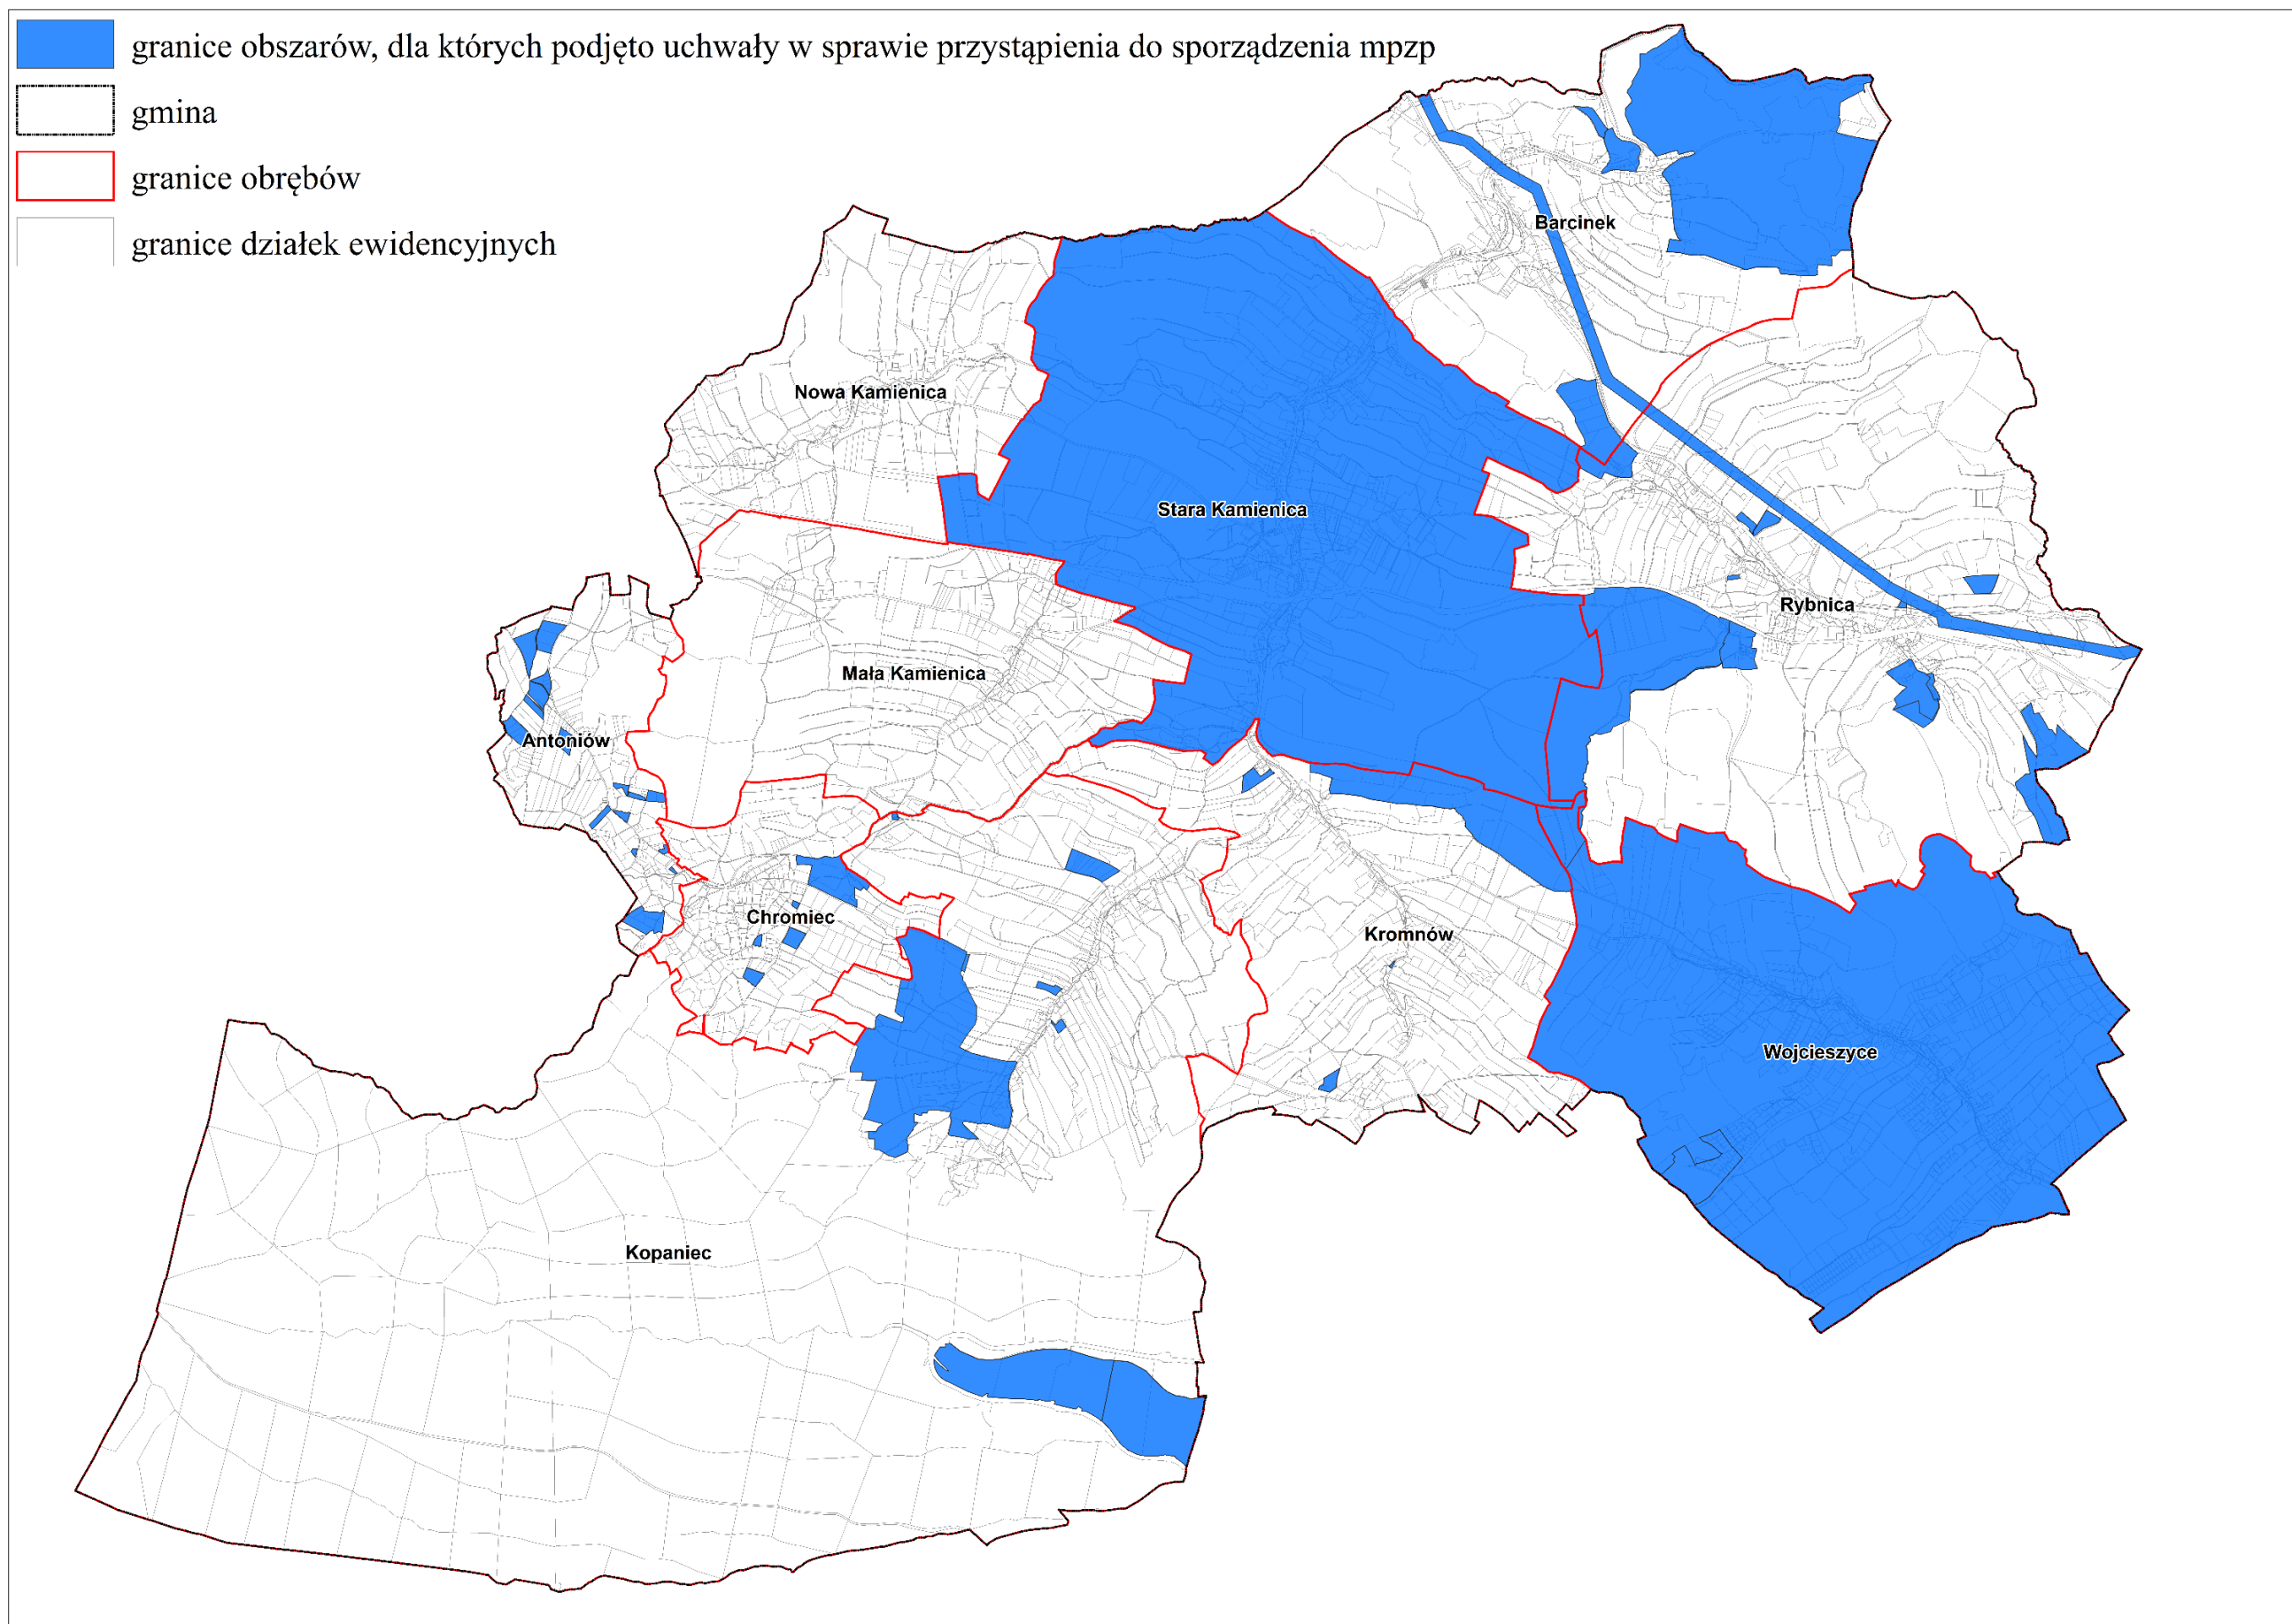 granice obszarów, dla których podjęto uchwały w sprawie przystąpienia do sporządzenia mpzp
gmina
granice obrębów
granice działek ewidencyjnych
Barcinek
Nowa Kamienica
Stara Kamienica
Rybnica
Mała Kamienica
Antoniów
Chromiec
Kromnów
Wojcieszyce
Kopaniec